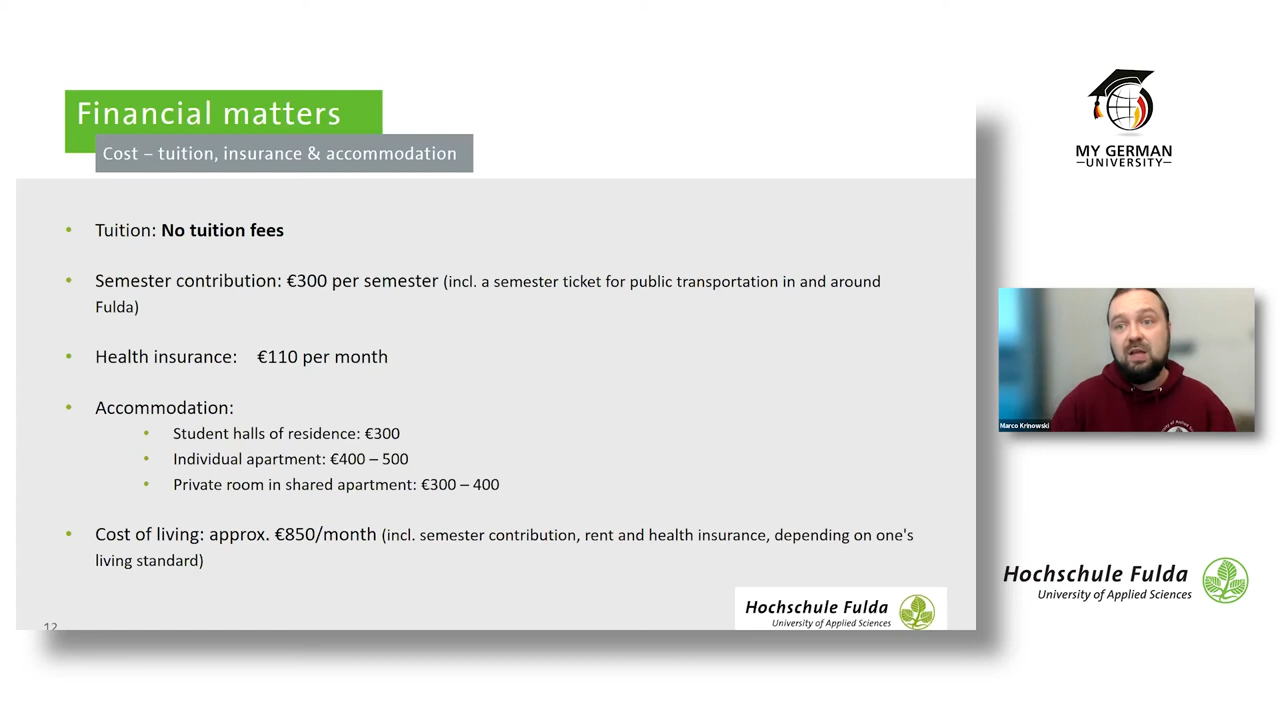 Financial matters
Cost – tuition, insurance & accommodation
• Tuition: No tuition fees
• Semester contribution: €300 per semester (incl. a semester ticket for public transportation in and around
Fulda)
• Health insurance: €110 per month
• Accommodation:
• Student halls of residence: €300
• Individual apartment: €400 – 500
• Private room in shared apartment: €300 – 400
• Cost of living: approx. €850/month (incl. semester contribution, rent and health insurance, depending on one's
living standard)
Hochschule Fulda
University of Applied Sciences
12
MY GERMAN
–UNIVERSITY–
Marco Krinowski
Hochschule Fulda
University of Applied Sciences